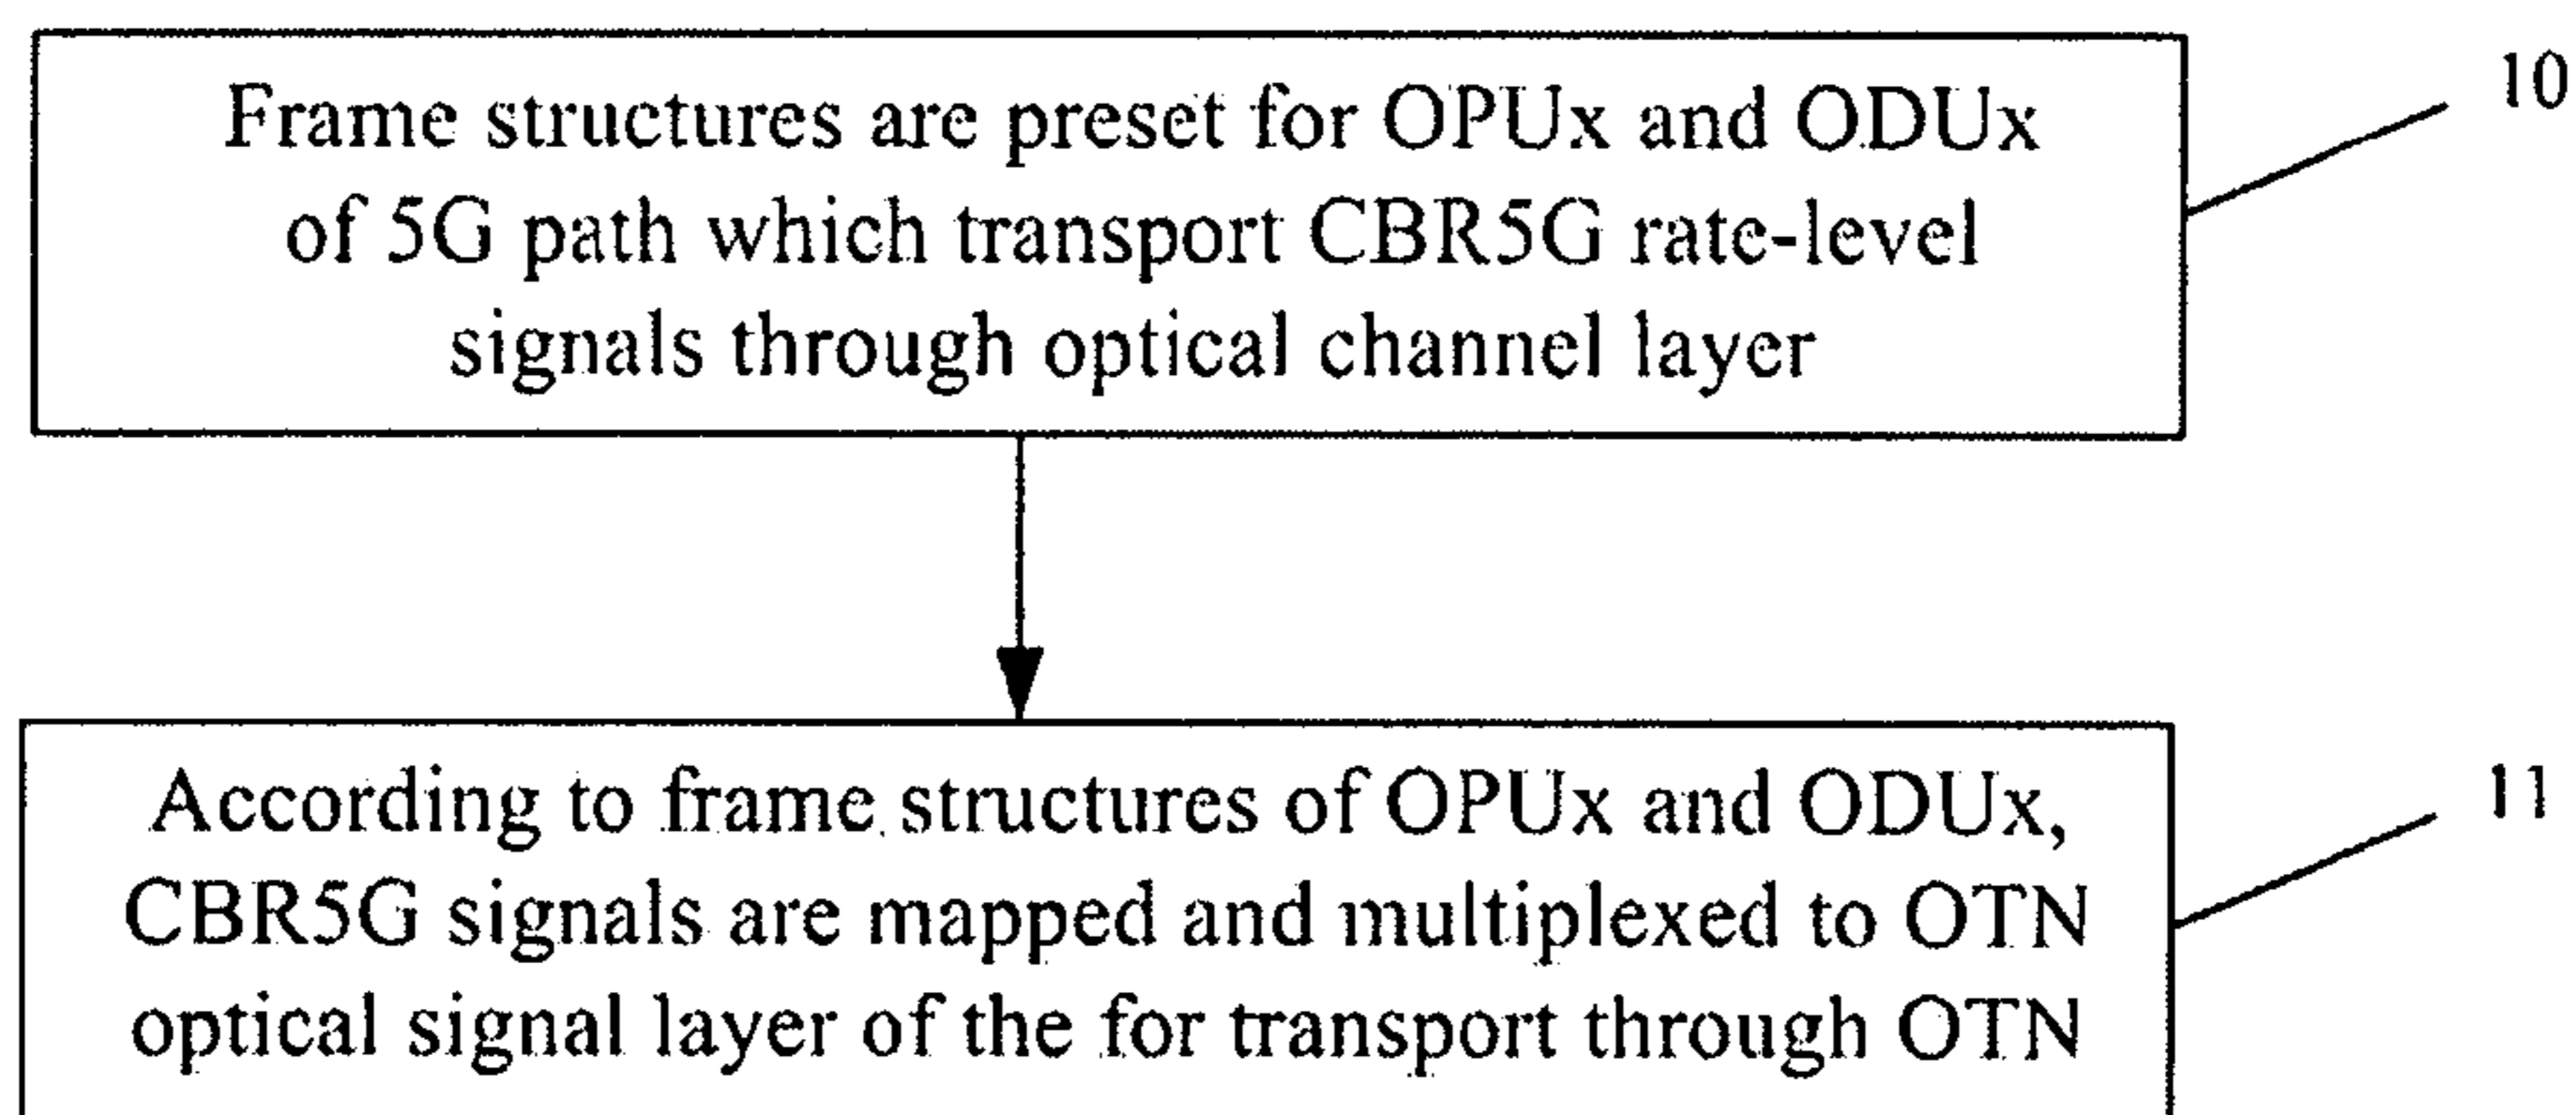 Frame structures are preset for OPUx and ODUx
of 5G path which transport CBR5G rate-level
signals through optical channel layer
10
According to frame structures of OPUx and ODUx,
CBR5G signals are mapped and multiplexed to OTN
optical signal layer of the for transport through OTN
11